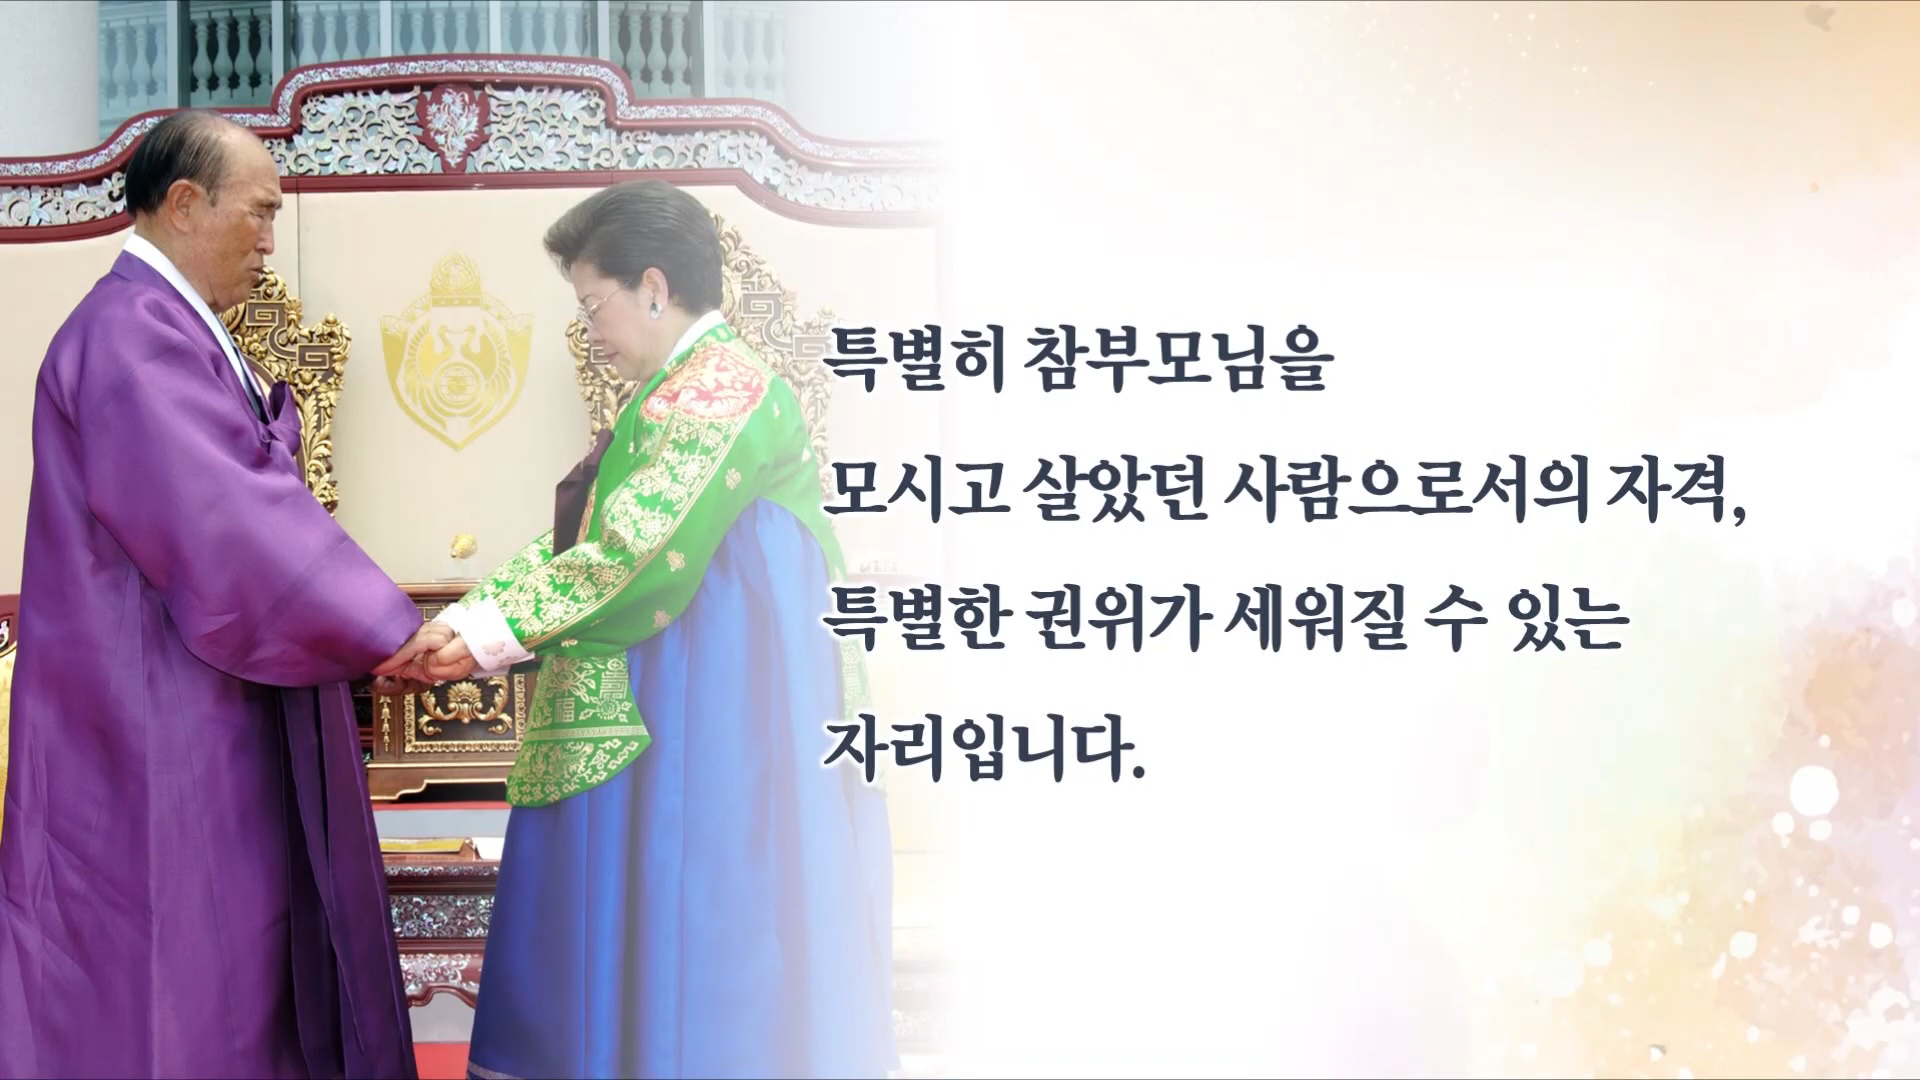 특별히 참부모님을
모시고 살았던 사람으로서의 자격,
특별한 권위가 세워질 수 있는
자리입니다.